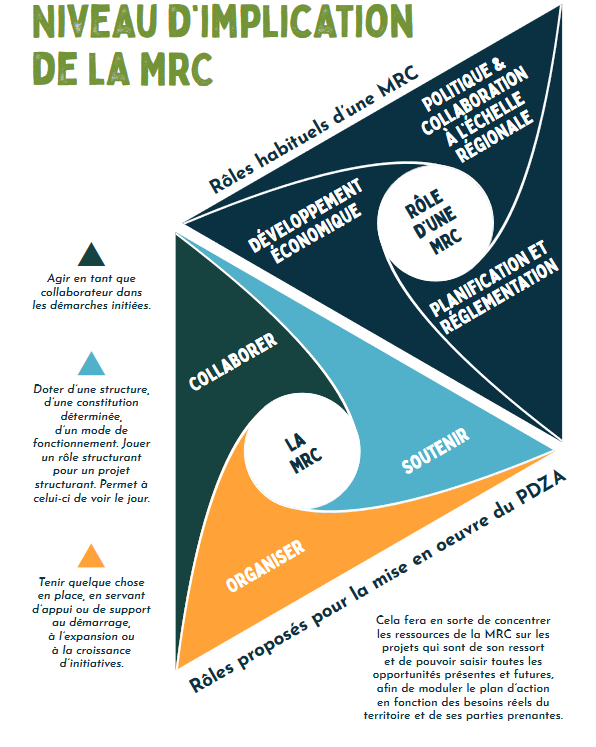 NIVEAU D'IMPLICATION
DE LA MRC
Rôles habituels d'une MRC
POLITIQUE &
COLLABORATION
À L'ÉCHELLE
RÉGIONALE
DÉVELOPPEMENT
ÉCONOMIQUE
RÔLE
D'UNE
MRC
PLANIFICATION ET
RÉGLEMENTATION
Agir en tant que
collaborateur dans
les démarches initiées.
Doter d'une structure,
d'une constitution
déterminée,
d'un mode de
fonctionnement. Jouer
un rôle structurant
pour un projet
structurant. Permet à
celui-ci de voir le jour.
Tenir quelque chose
en place, en servant
d'appui ou de support
au démarrage,
à l'expansion ou
à la croissance
d'initiatives.
COLLABORER
LA
MRC
SOUTENIR
ORGANISER
Rôles proposés pour la mise en oeuvre du PDZA
Cela fera en sorte de concentrer
les ressources de la MRC sur les
projets qui sont de son ressort
et de pouvoir saisir toutes les
opportunités présentes et futures,
afin de moduler le plan d'action
en fonction des besoins réels du
territoire et de ses parties prenantes.